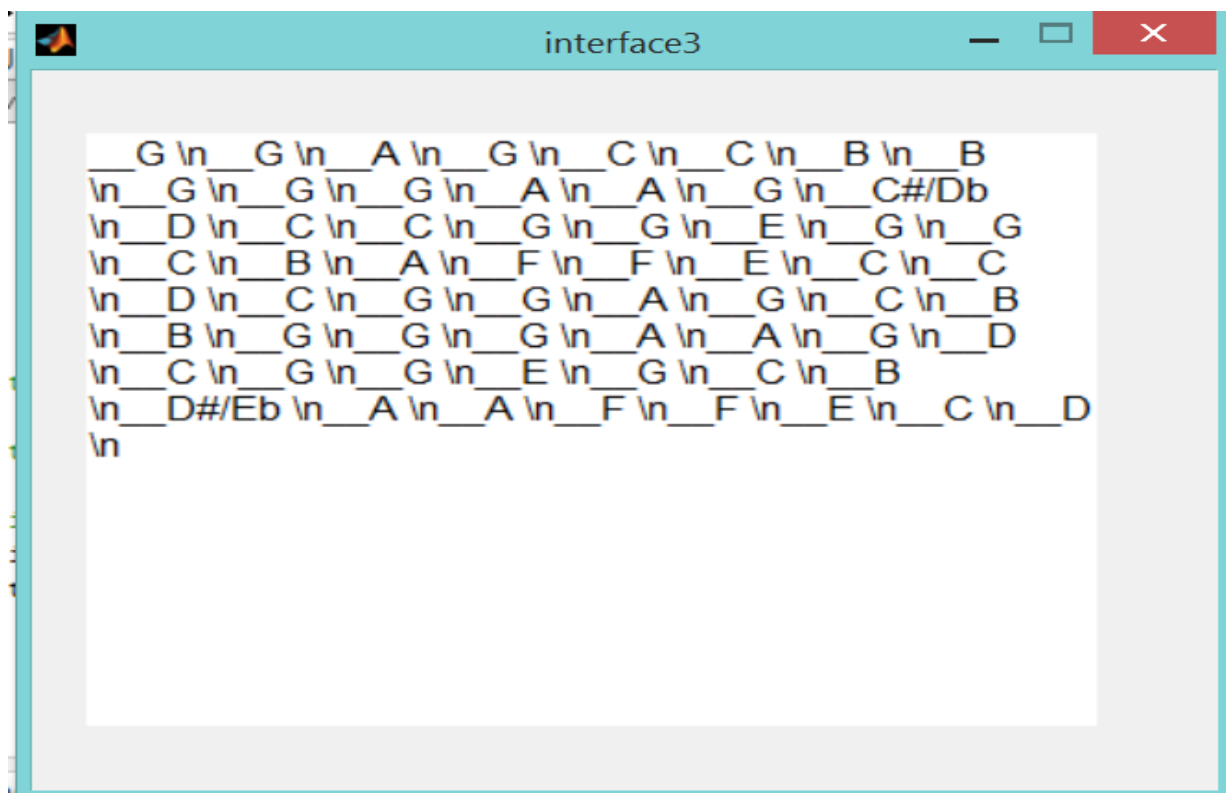 interface3
__G \n__G \n__A \n__G \n__C \n__C \n__B \n__B
\n__G \n__G \n__G \n__A \n__A \n__G \n__C#/Db
\n__D \n__C \n__C \n__G \n__G \n__E \n__G \n__G
\n__C \n__B \n__A \n__F \n__F \n__E \n__C \n__C
\n__D \n__C \n__G \n__G \n__A \n__G \n__C \n__B
\n__B \n__G \n__G \n__G \n__A \n__A \n__G \n__D
\n__C \n__G \n__G \n__E \n__G \n__C \n__B
\n__D#/Eb \n__A \n__A \n__F \n__F \n__E \n__C \n__D
\n